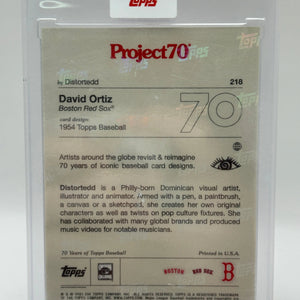 Topps
Project70®
by Distortedd 218
David Ortiz
Boston Red Sox®
card design:
1954 Topps Baseball
70
Artists around the globe revisit & reimagine
70 years of iconic baseball card designs.
Distortedd is a Philly-born Dominican visual artist,
illustrator and animator. Armed with a pen, a paintbrush,
a canvas or a sketchpad, she creates her own original
characters as well as twists on pop culture fixtures. She
has collaborated with many global brands and produced
music videos for notable musicians.
70 Years of Topps Baseball Printed in U.S.A.
Topps BOSTON RED SOX B